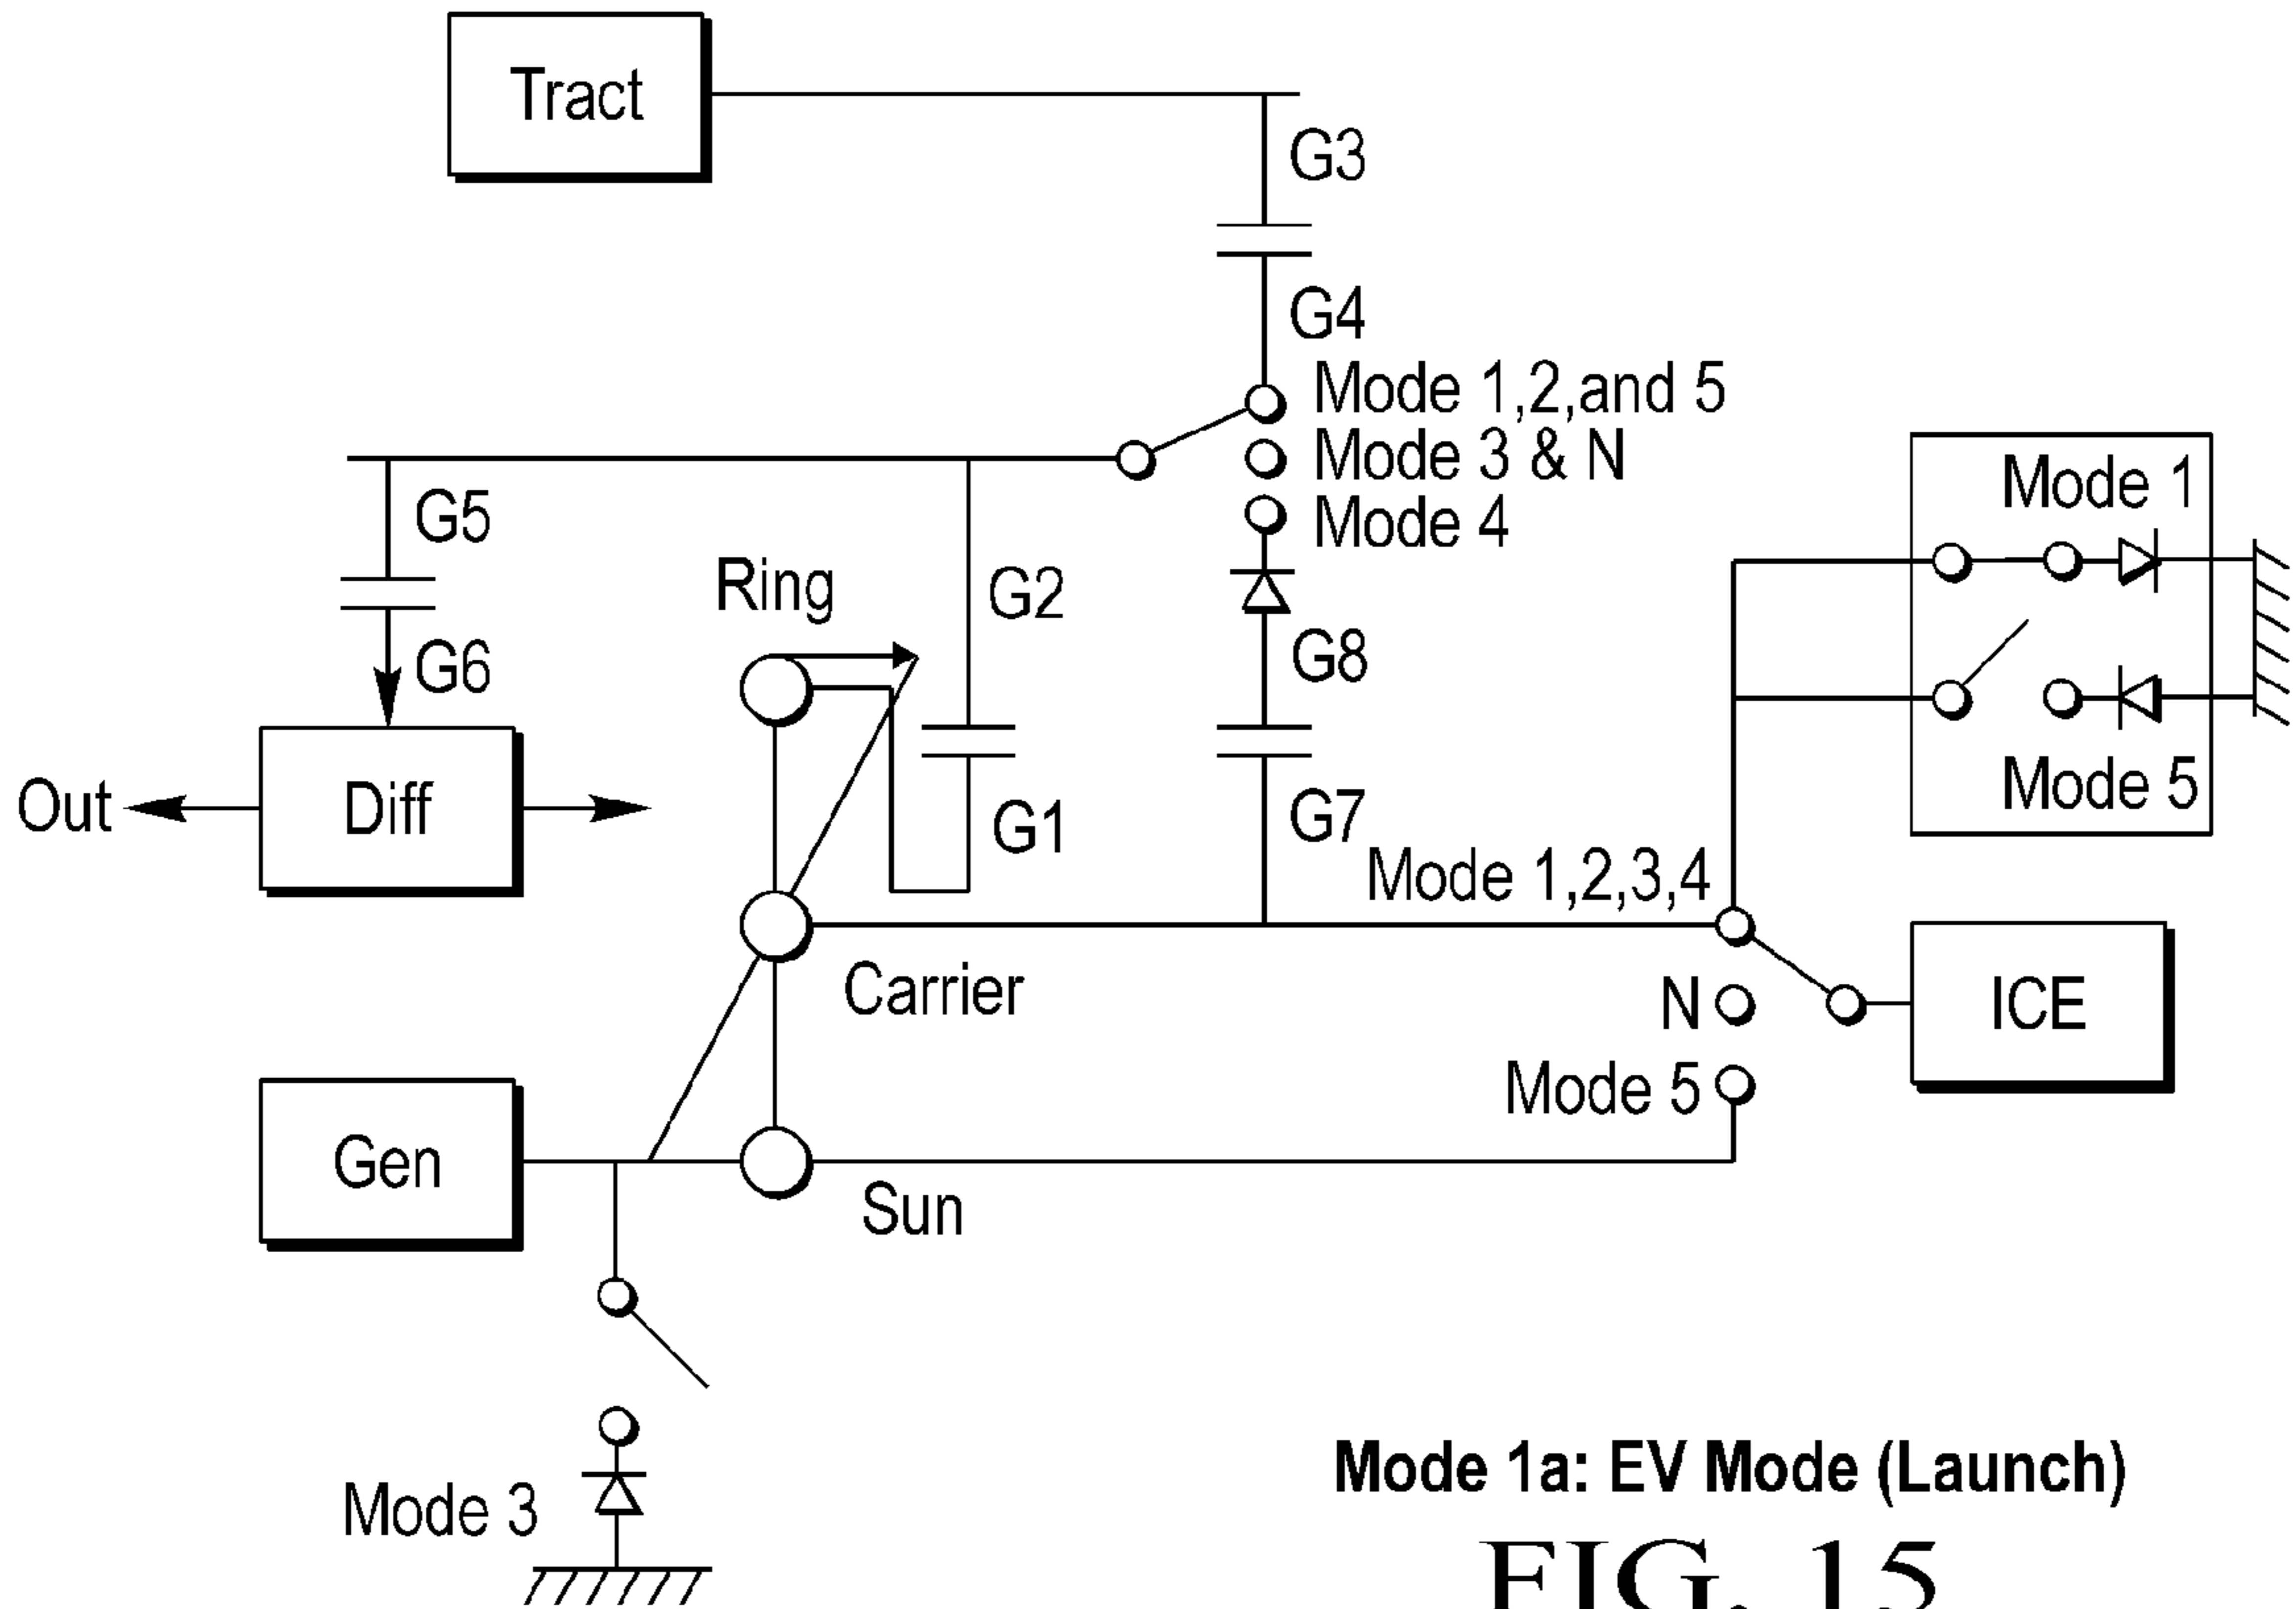 Tract
G3
G4
Mode 1,2,and 5
Mode 3 & N
Mode 4
Mode 1
G5
G2
Ring
G8
G6
Mode 5
Out
Diff
G1
G7
Mode 1,2,3,4
Carrier
N
ICE
Mode 5
Gen
Sun
Mode 3
Mode 1a: EV Mode (Launch)
FIG. 15